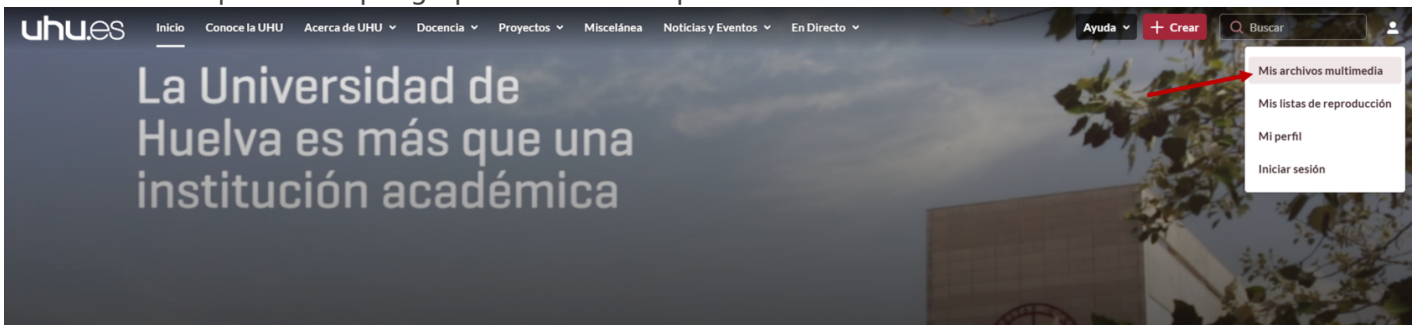 uhu.es Inicio Conoce la UHU Acerca de UHU Docencia Proyectos Miscelánea Noticias y Eventos En Directo Ayuda + Crear Buscar
Mis archivos multimedia
Mis listas de reproducción
Mi perfil
Iniciar sesión
La Universidad de
Huelva es más que una
institución académica